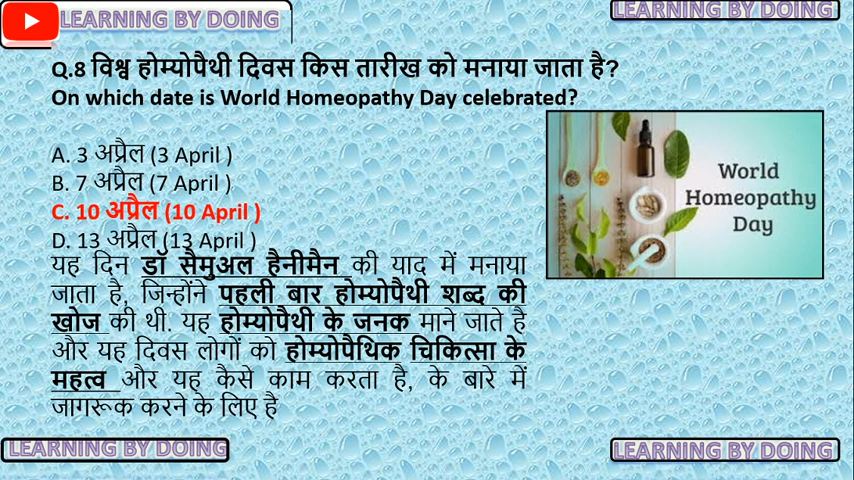 LEARNING BY DOING
LEARNING BY DOING
Q.8 विश्व होम्योपैथी दिवस किस तारीख को मनाया जाता है?
On which date is World Homeopathy Day celebrated?
A. 3 अप्रैल (3 April )
B. 7 अप्रैल (7 April )
C. 10 अप्रैल (10 April )
D. 13 अप्रैल (13 April )
World
Homeopathy
Day
यह दिन डॉ सैमुअल हैनीमैन की याद में मनाया
जाता है, जिन्होंने पहली बार होम्योपैथी शब्द की
खोज की थी. यह होम्योपैथी के जनक माने जाते है
और यह दिवस लोगों को होम्योपैथिक चिकित्सा के
महत्व और यह कैसे काम करता है, के बारे में
जागरूक करने के लिए है
LEARNING BY DOING
LEARNING BY DOING